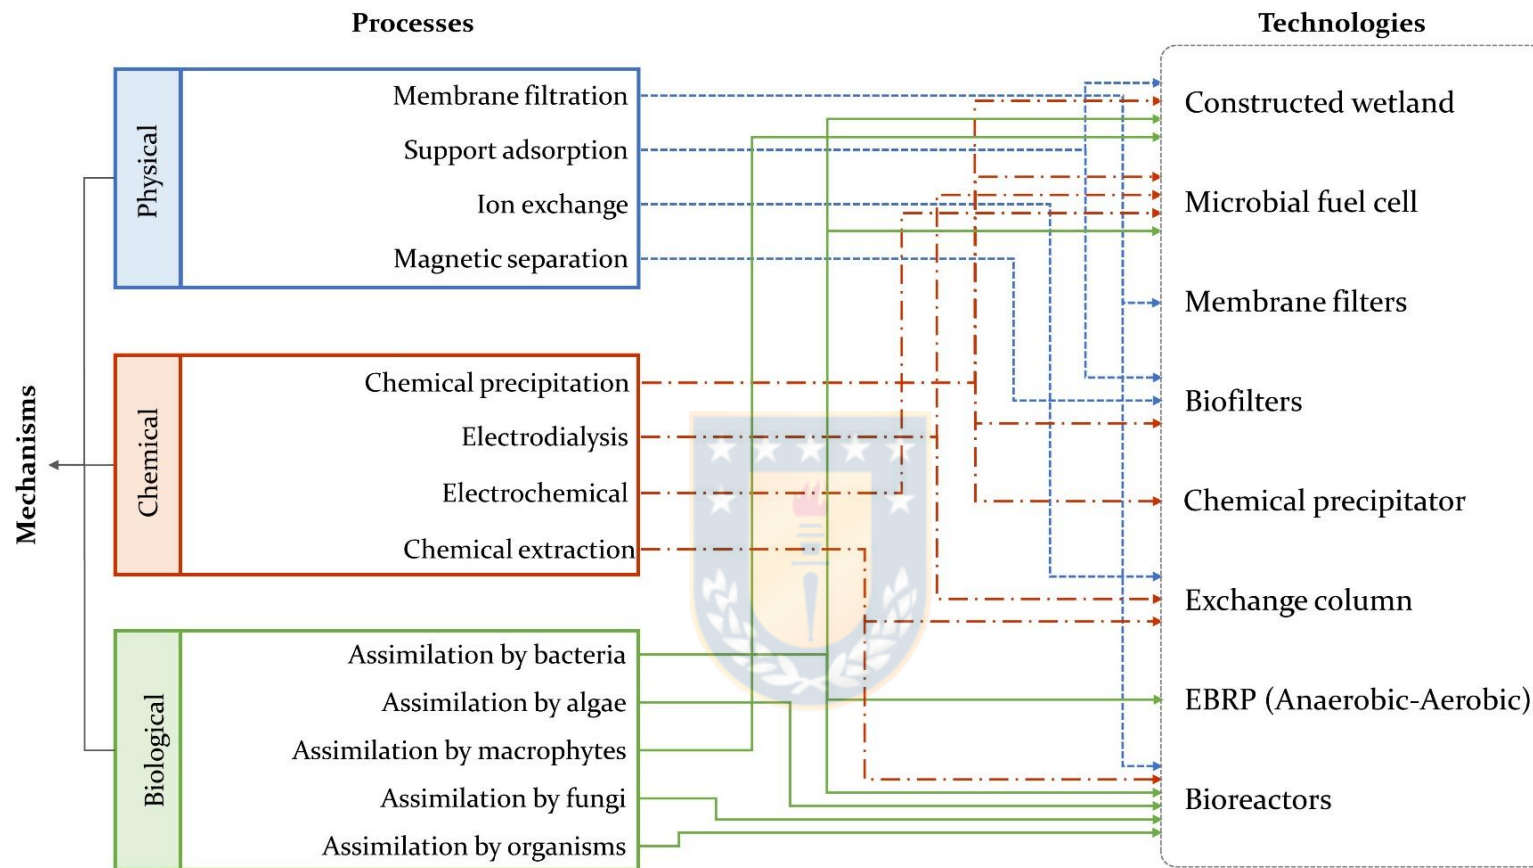 Processes
Technologies
Mechanisms
Physical
Membrane filtration
Support adsorption
Ion exchange
Magnetic separation
Chemical
Chemical precipitation
Electrodialysis
Electrochemical
Chemical extraction
Biological
Assimilation by bacteria
Assimilation by algae
Assimilation by macrophytes
Assimilation by fungi
Assimilation by organisms
Constructed wetland
Microbial fuel cell
Membrane filters
Biofilters
Chemical precipitator
Exchange column
EBRP (Anaerobic-Aerobic)
Bioreactors